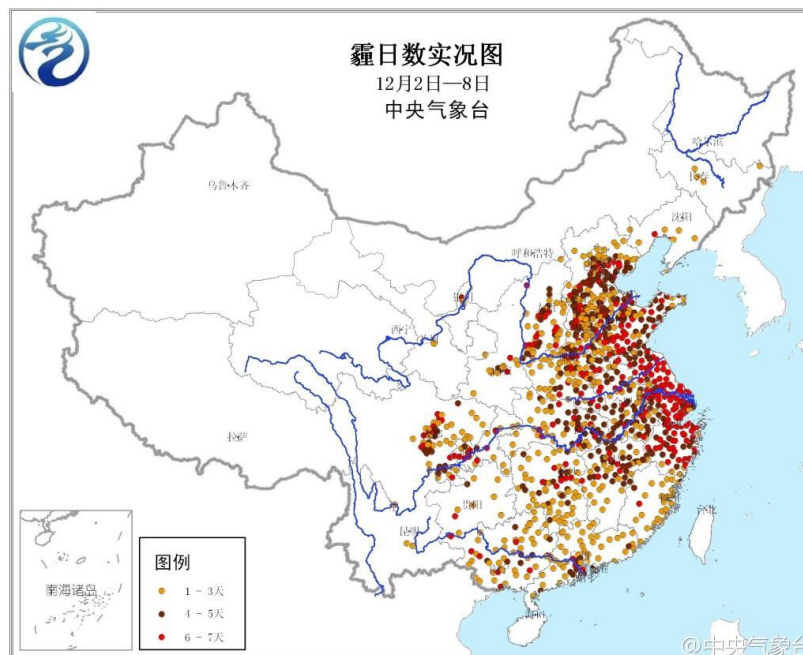 霾日数实况图
12月2日—8日
中央气象台
哈尔滨
长春
乌鲁木齐
沈阳
呼和浩特
银川
西宁
拉萨
贵阳
昆明
台北
南海诸岛
图例
1 - 3天
4 - 5天
6 - 7天
@中央气象台